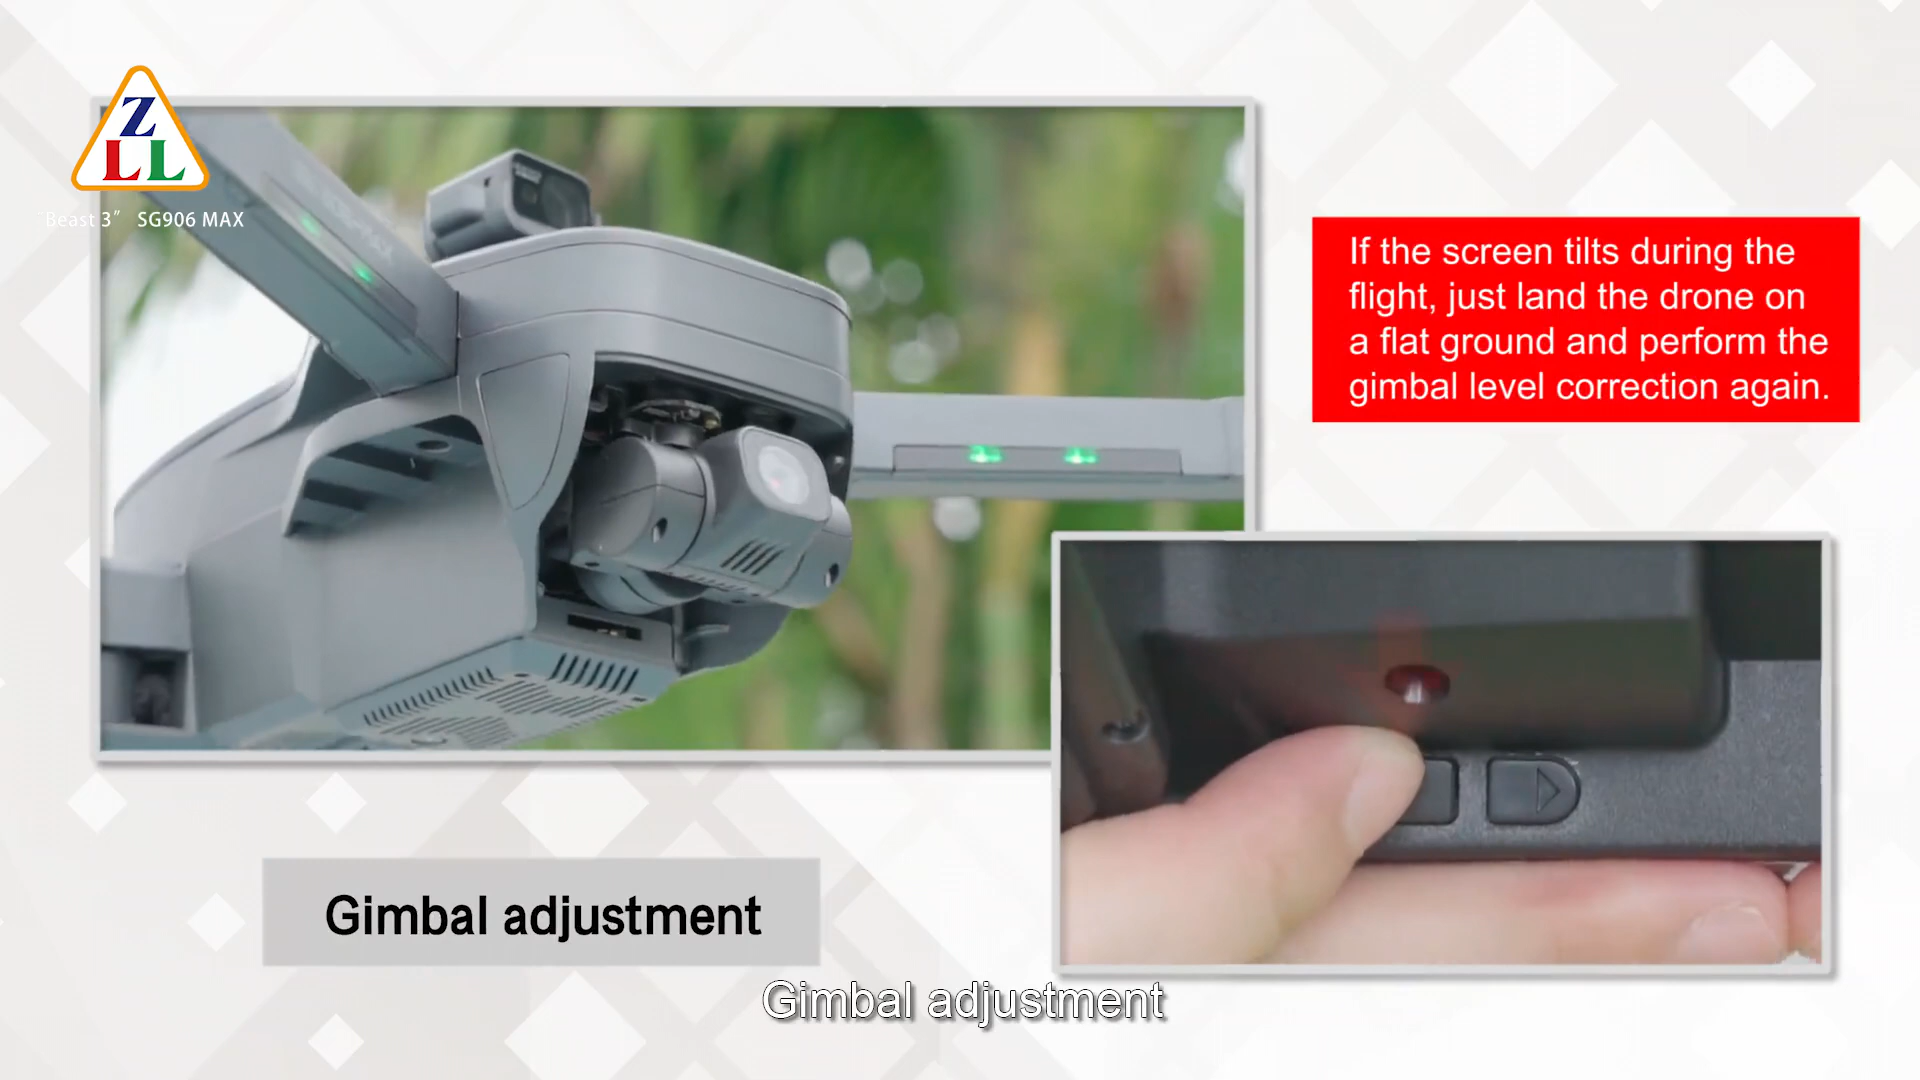 Z
LL
"Beast 3" SG906 MAX
If the screen tilts during the
flight, just land the drone on
a flat ground and perform the
gimbal level correction again.
Gimbal adjustment
Gimbal adjustment